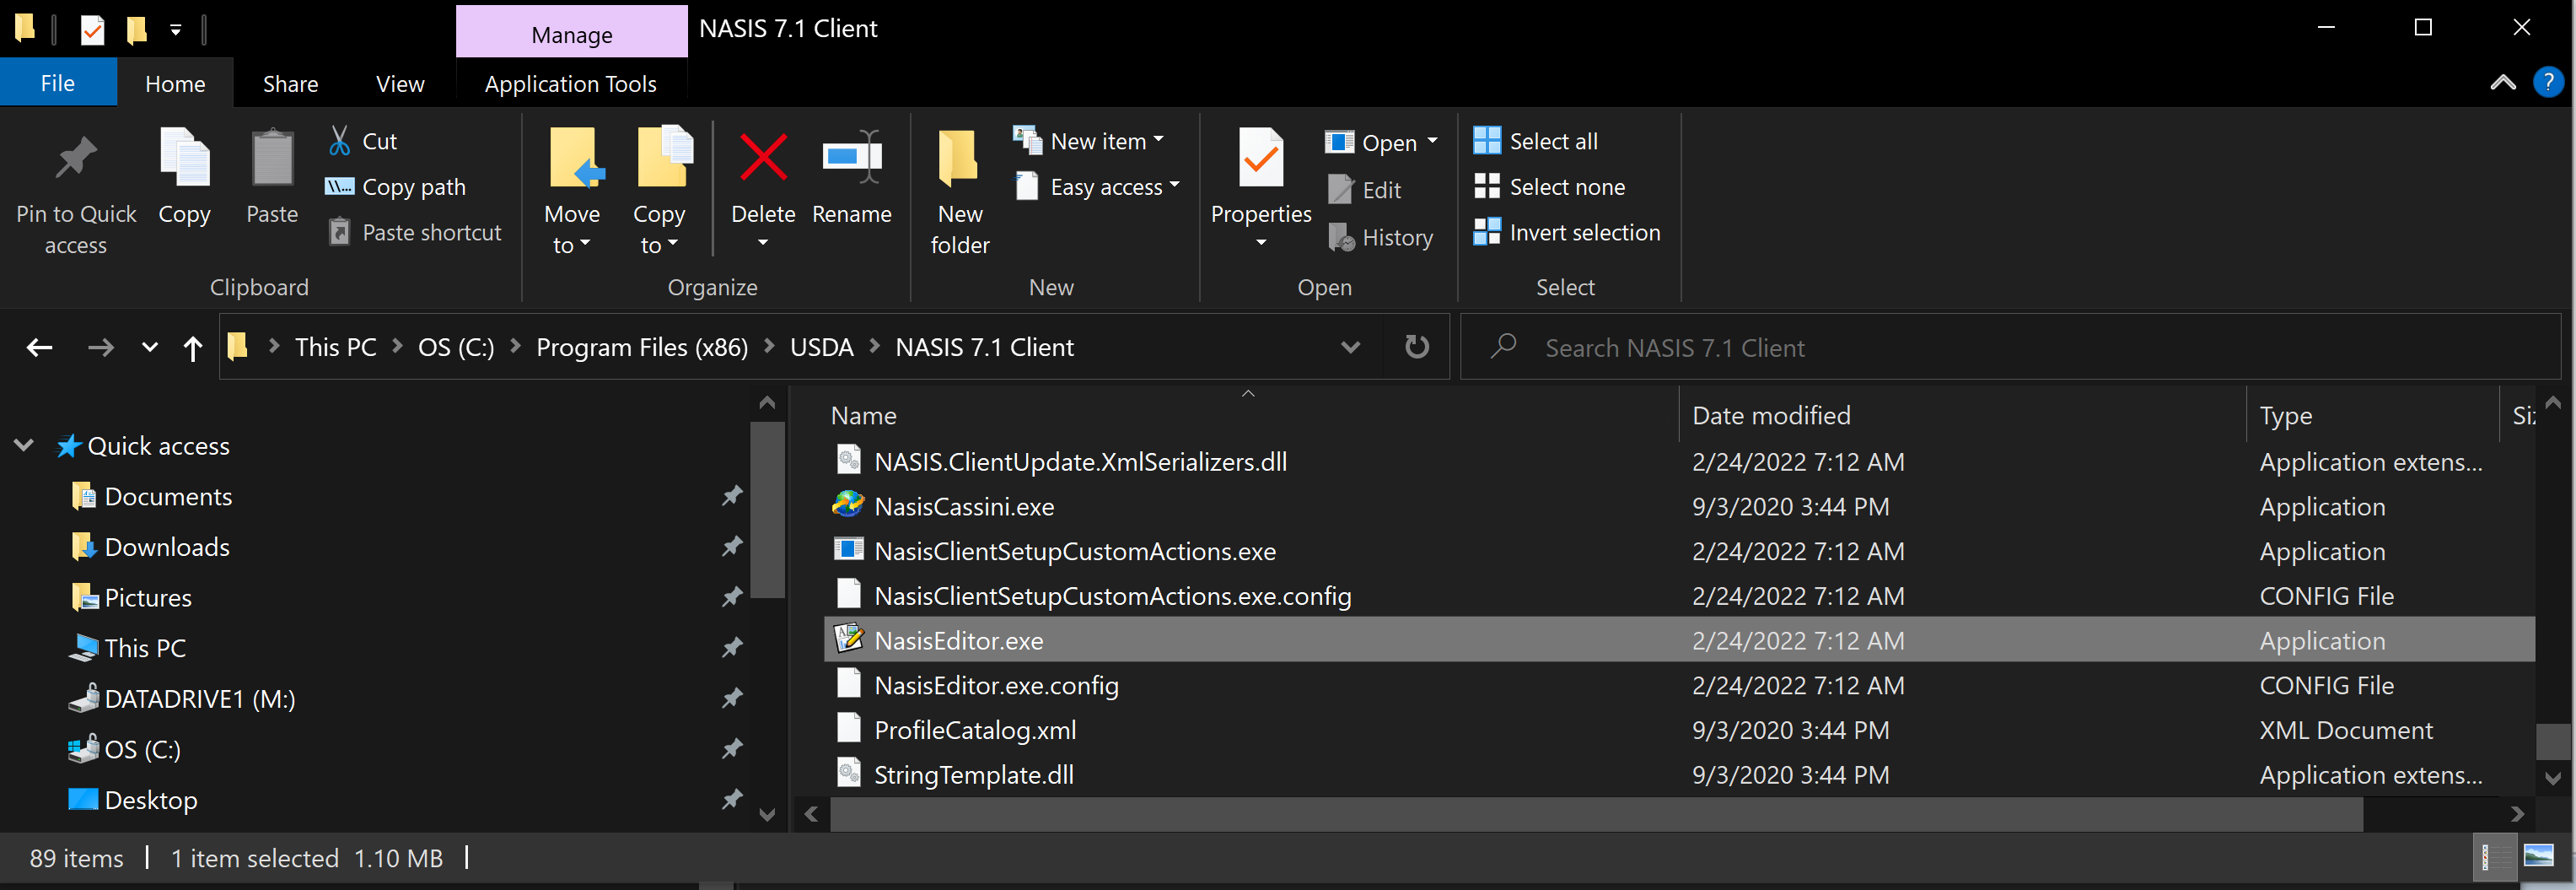 Manage
NASIS 7.1 Client
File
Home
Share
View
Application Tools
?
Pin to Quick
access
Copy
Paste
Cut
\\...
Copy path
Paste shortcut
Clipboard
Move
to
Copy
to
Delete
Rename
Organize
New
folder
New item
Easy access
New
Properties
Open
Edit
History
Open
Select all
Select none
Invert selection
Select
This PC
OS (C:)
Program Files (x86)
USDA
NASIS 7.1 Client
Search NASIS 7.1 Client
Quick access
Documents
Downloads
Pictures
This PC
DATADRIVE1 (M:)
OS (C:)
Desktop
Name Date modified Type
NASIS.ClientUpdate.XmlSerializers.dll 2/24/2022 7:12 AM Application extens...
NasisCassini.exe 9/3/2020 3:44 PM Application
NasisClientSetupCustomActions.exe 2/24/2022 7:12 AM Application
NasisClientSetupCustomActions.exe.config 2/24/2022 7:12 AM CONFIG File
NasisEditor.exe 2/24/2022 7:12 AM Application
NasisEditor.exe.config 2/24/2022 7:12 AM CONFIG File
ProfileCatalog.xml 9/3/2020 3:44 PM XML Document
StringTemplate.dll 9/3/2020 3:44 PM Application extens...
89 items 1 item selected 1.10 MB